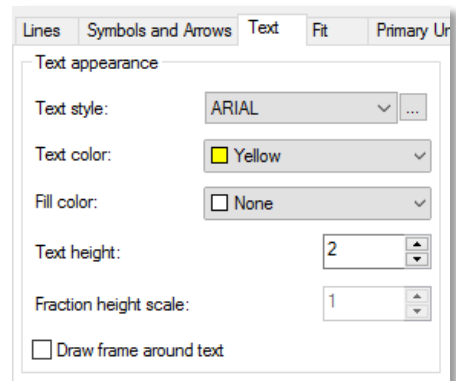 Lines Symbols and Arrows Text Fit Primary Un
Text appearance
Text style: ARIAL ...
Text color: Yellow
Fill color: None
Text height: 2
Fraction height scale: 1
Draw frame around text